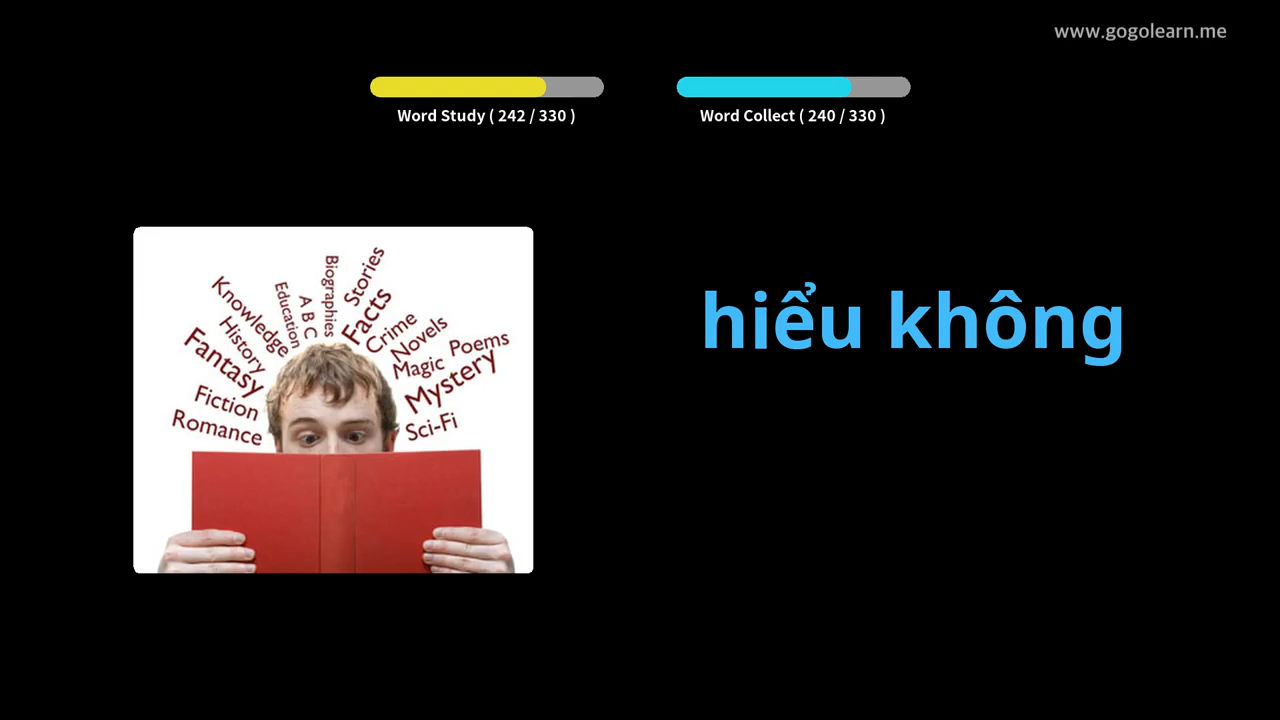 www.gogolearn.me
Word Study ( 242 / 330 )
Word Collect ( 240 / 330 )
hiểu không
Biographies
Stories
Knowledge
Education
A B C
Facts
History
Crime
Novels
Fantasy
Magic
Poems
Mystery
Fiction
Romance
Sci-Fi